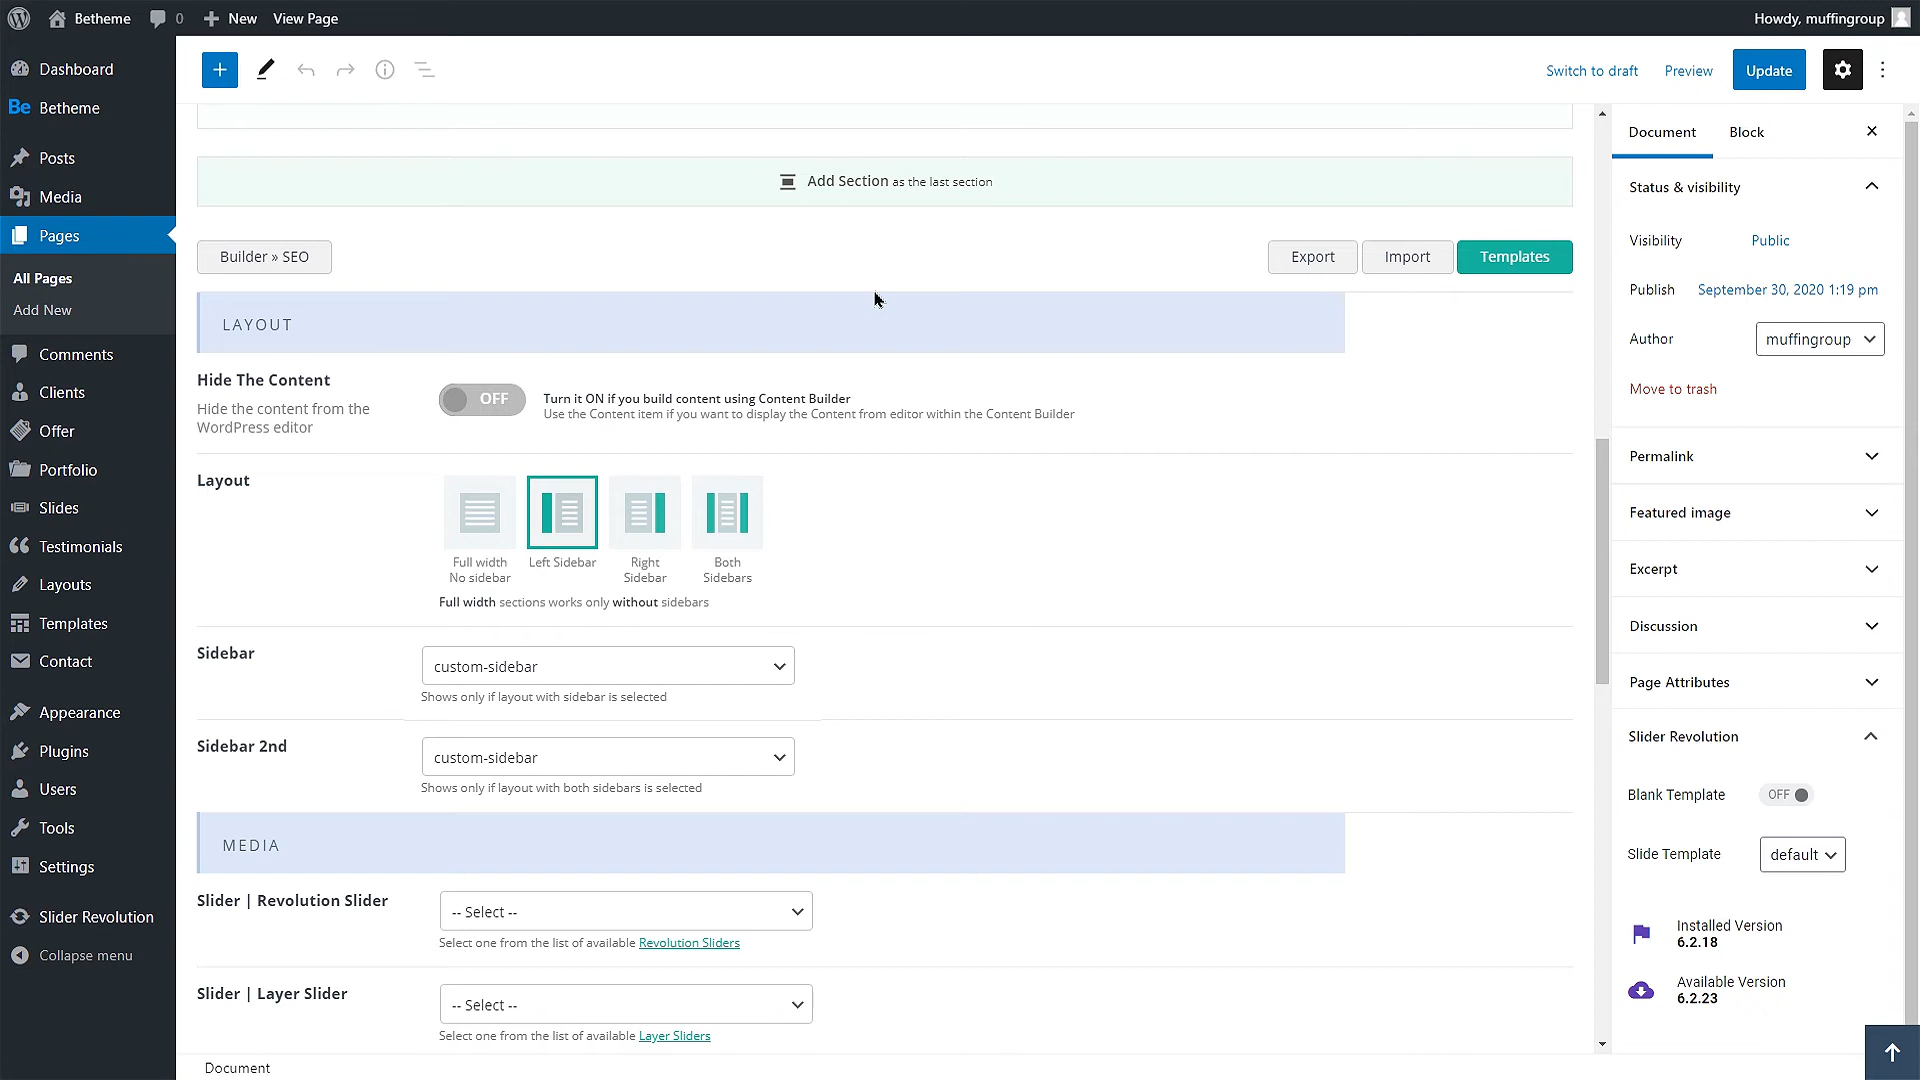 Betheme
0
New
View Page
Howdy, muffingroup
Dashboard
Be Betheme
Posts
Media
Pages
All Pages
Add New
Comments
Clients
Offer
Portfolio
Slides
Testimonials
Layouts
Templates
Contact
Appearance
Plugins
Users
Tools
Settings
Slider Revolution
Collapse menu
Switch to draft
Preview
Update
Add Section as the last section
Builder » SEO
Export
Import
Templates
LAYOUT
Hide The Content
Hide the content from the
WordPress editor
OFF
Turn it ON if you build content using Content Builder
Use the Content item if you want to display the Content from editor within the Content Builder
Layout
Full width
No sidebar
Left Sidebar
Right
Sidebar
Both
Sidebars
Full width sections works only without sidebars
Sidebar
custom-sidebar
Shows only if layout with sidebar is selected
Sidebar 2nd
custom-sidebar
Shows only if layout with both sidebars is selected
MEDIA
Slider | Revolution Slider
-- Select --
Select one from the list of available Revolution Sliders
Slider | Layer Slider
-- Select --
Select one from the list of available Layer Sliders
Document
Document
Block
Status & visibility
Visibility
Public
Publish
September 30, 2020 1:19 pm
Author
muffingroup
Move to trash
Permalink
Featured image
Excerpt
Discussion
Page Attributes
Slider Revolution
Blank Template
OFF
Slide Template
default
Installed Version
6.2.18
Available Version
6.2.23